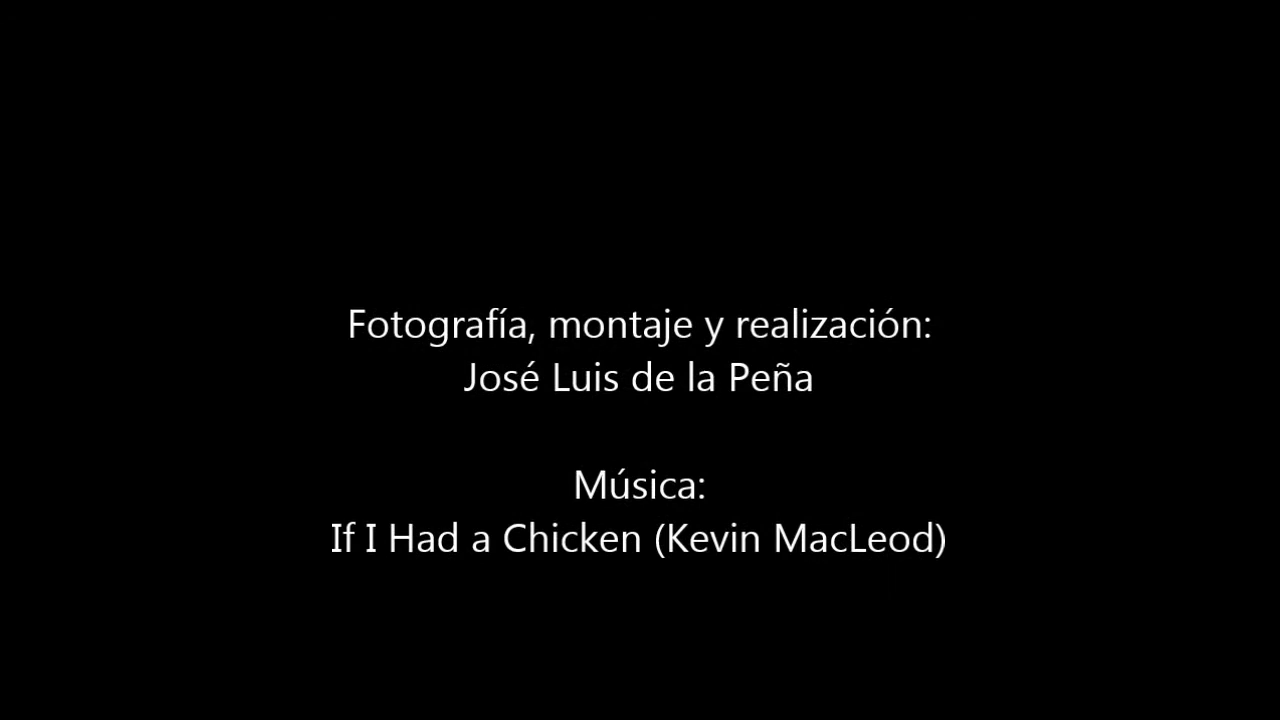 Fotografía, montaje y realización:
José Luis de la Peña
Música:
If I Had a Chicken (Kevin MacLeod)